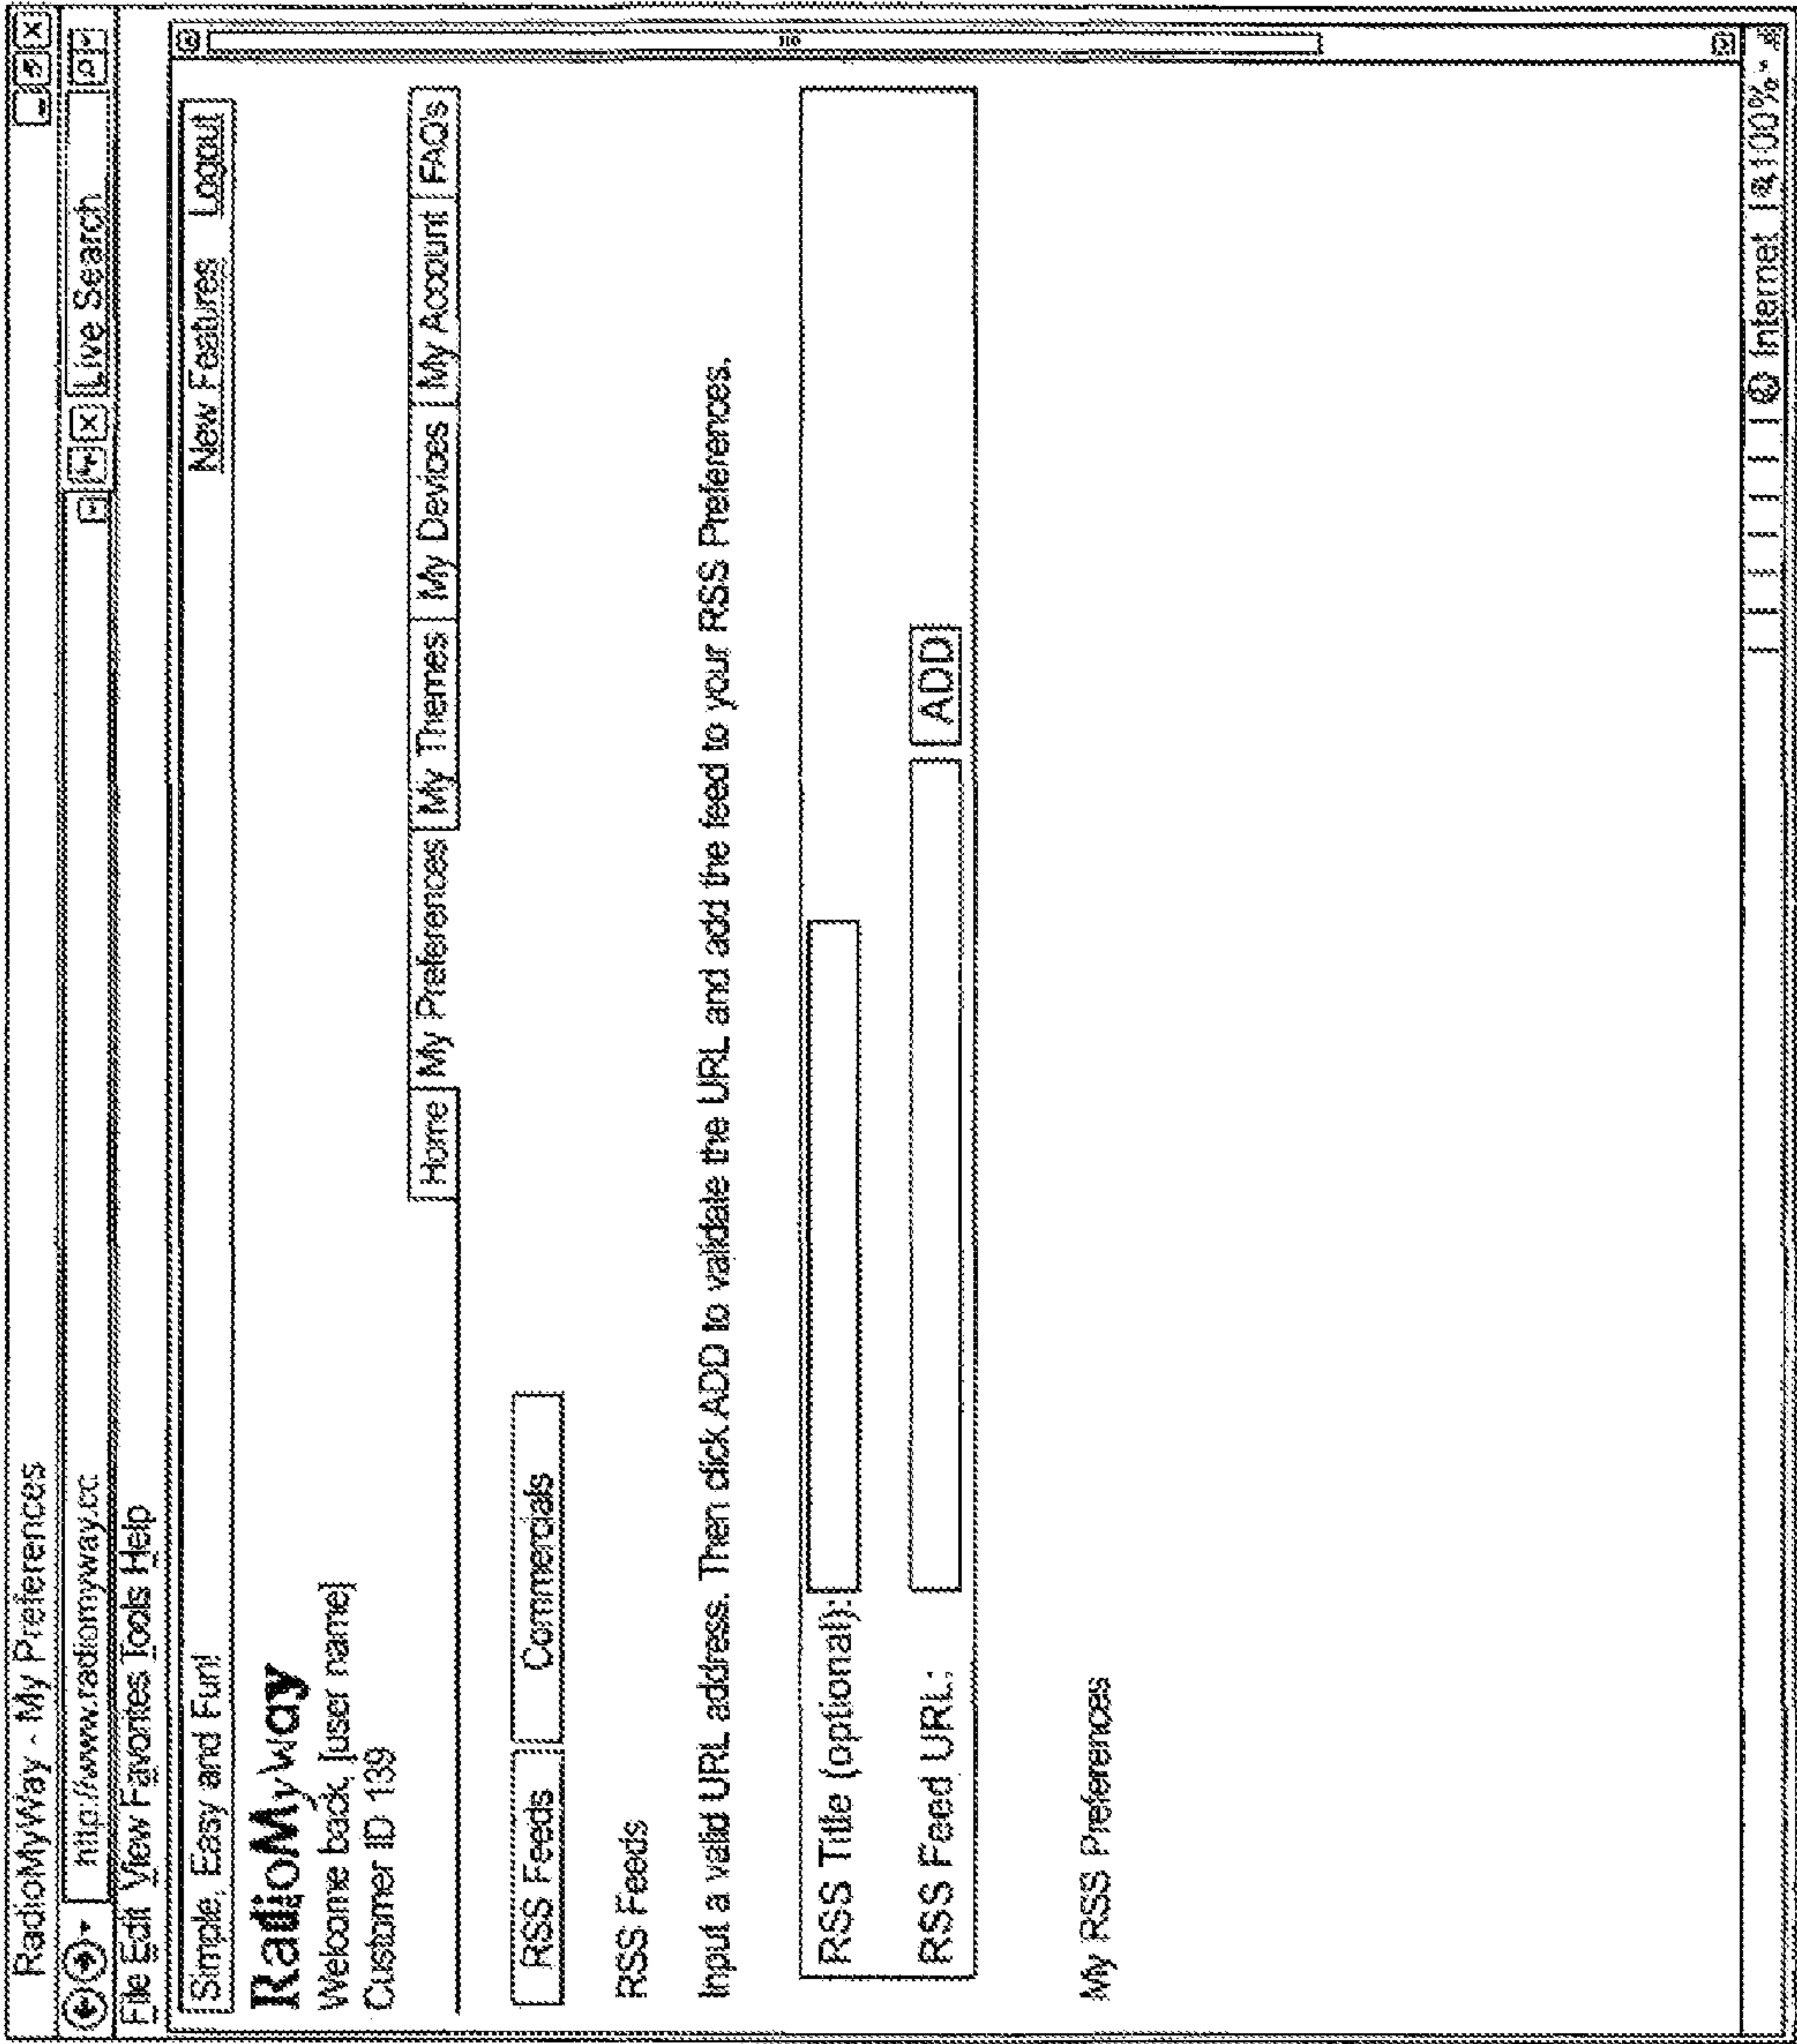 RadioMyWay - My Preferences
http://www.radiomyway.cc Live Search
File Edit View Favorites Tools Help
Simple, Easy and Fun! New Features Logout
RadioMyWay
Welcome back, [user name]
Customer ID 139
Home My Preferences My Themes My Devices My Account FAQ's
RSS Feeds Commercials
RSS Feeds
Input a valid URL address. Then click ADD to validate the URL and add the feed to your RSS Preferences.
RSS Title (optional):
RSS Feed URL: ADD
My RSS Preferences
Internet 100%